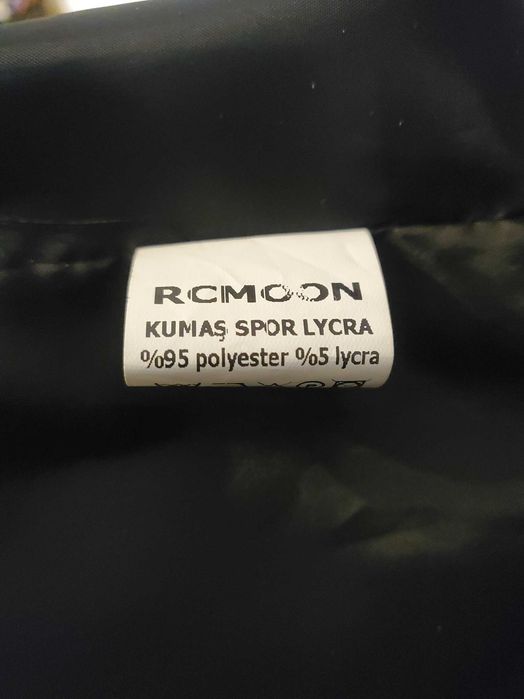 RCMOON
KUMAŞ SPOR LYCRA
%95 polyester %5 lycra